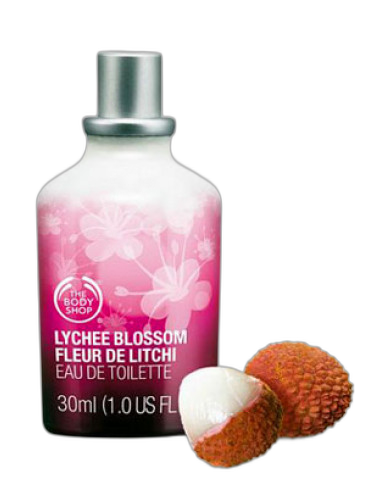 THE
BODY
SHOP
LYCHEE BLOSSOM
FLEUR DE LITCHI
EAU DE TOILETTE
30ml (1.0 US FL